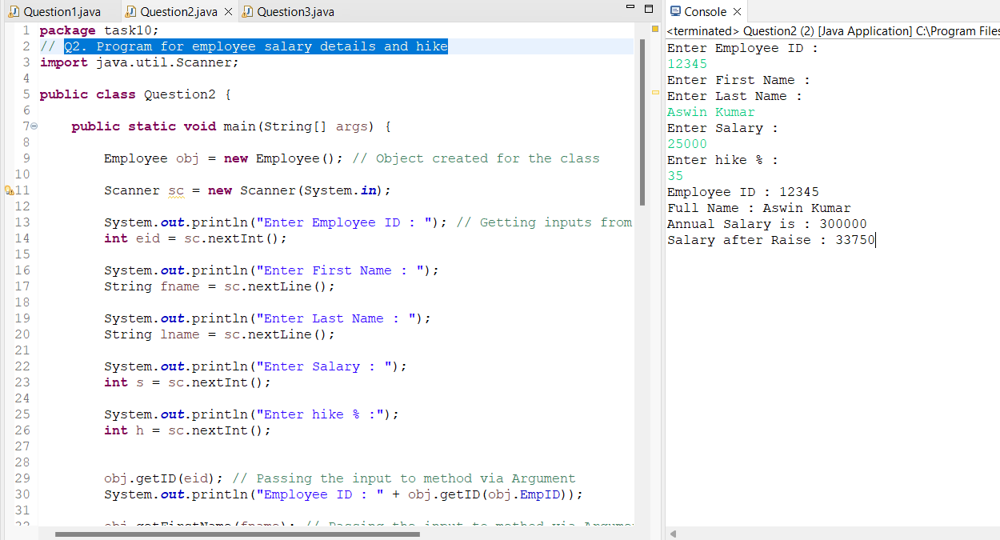 Question1.java Question2.java Question3.java
1 package task10;
2 // Q2. Program for employee salary details and hike
3 import java.util.Scanner;
4
5 public class Question2 {
6
7 public static void main(String[] args) {
8
9 Employee obj = new Employee(); // Object created for the class
10
11 Scanner sc = new Scanner(System.in);
12
13 System.out.println("Enter Employee ID : "); // Getting inputs from
14 int eid = sc.nextInt();
15
16 System.out.println("Enter First Name : ");
17 String fname = sc.nextLine();
18
19 System.out.println("Enter Last Name : ");
20 String lname = sc.nextLine();
21
22 System.out.println("Enter Salary : ");
23 int s = sc.nextInt();
24
25 System.out.println("Enter hike % :");
26 int h = sc.nextInt();
27
28
29 obj.getID(eid); // Passing the input to method via Argument
30 System.out.println("Employee ID : " + obj.getID(obj.EmpID));
31
Console
<terminated> Question2 (2) [Java Application] C:\Program Files
Enter Employee ID :
12345
Enter First Name :
Enter Last Name :
Aswin Kumar
Enter Salary :
25000
Enter hike % :
35
Employee ID : 12345
Full Name : Aswin Kumar
Annual Salary is : 300000
Salary after Raise : 33750